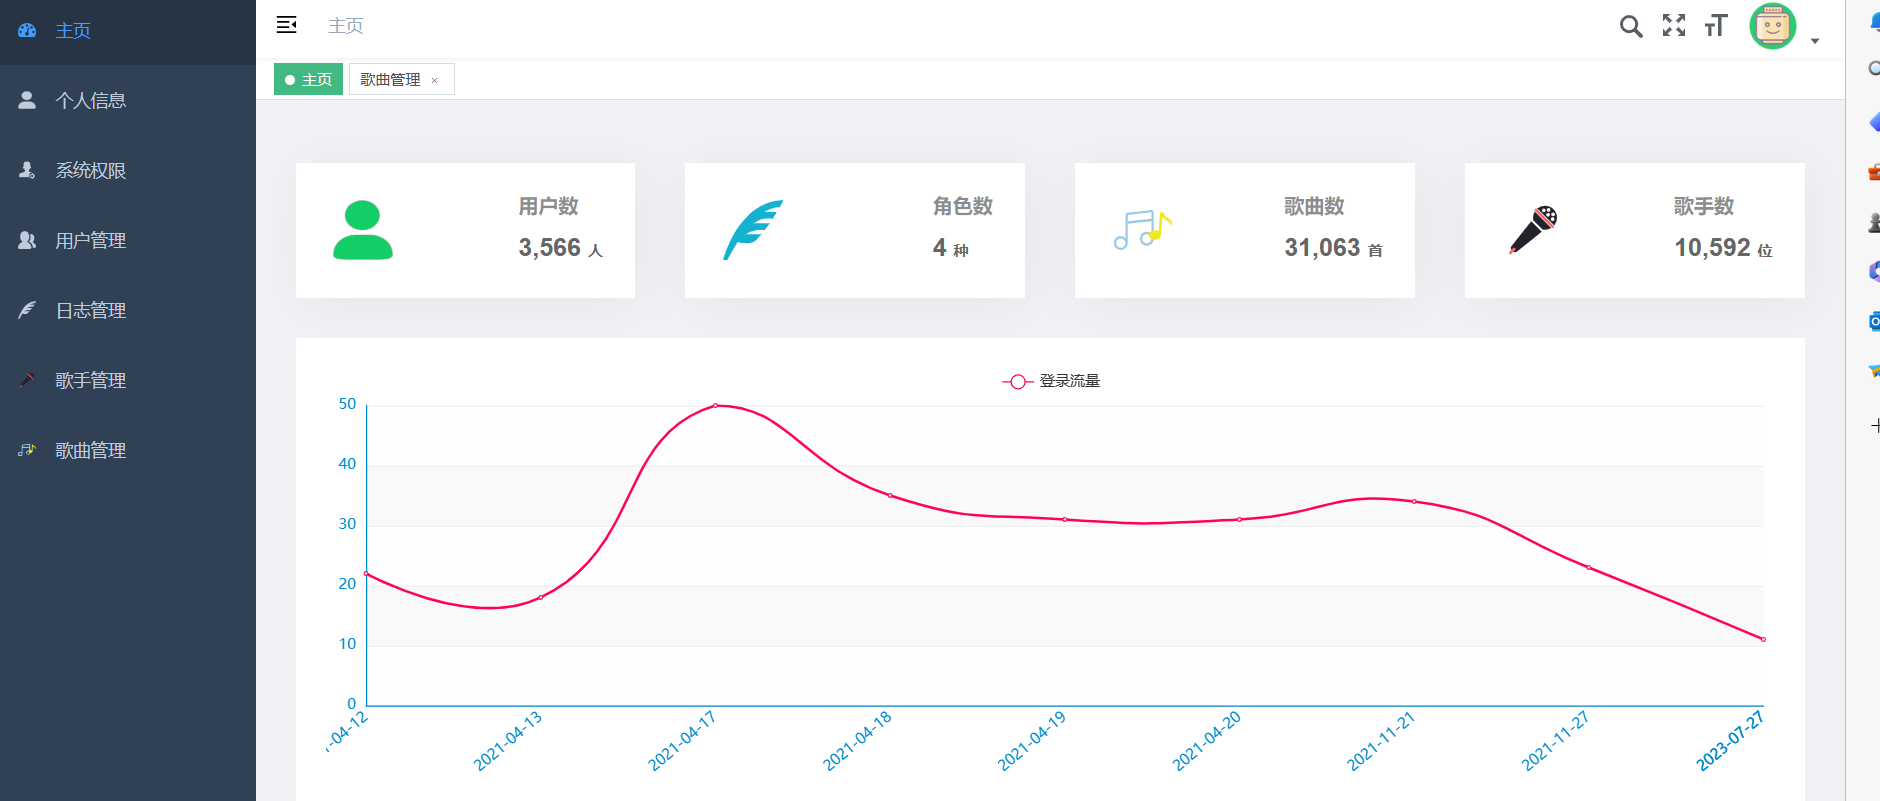 主页
个人信息
系统权限
用户管理
日志管理
歌手管理
歌曲管理
主页
主页
歌曲管理 ×
用户数
3,566 人
角色数
4 种
歌曲数
31,063 首
歌手数
10,592 位
登录流量
50
40
30
20
10
0
-04-12
2021-04-13
2021-04-17
2021-04-18
2021-04-19
2021-04-20
2021-11-21
2021-11-27
2023-07-27